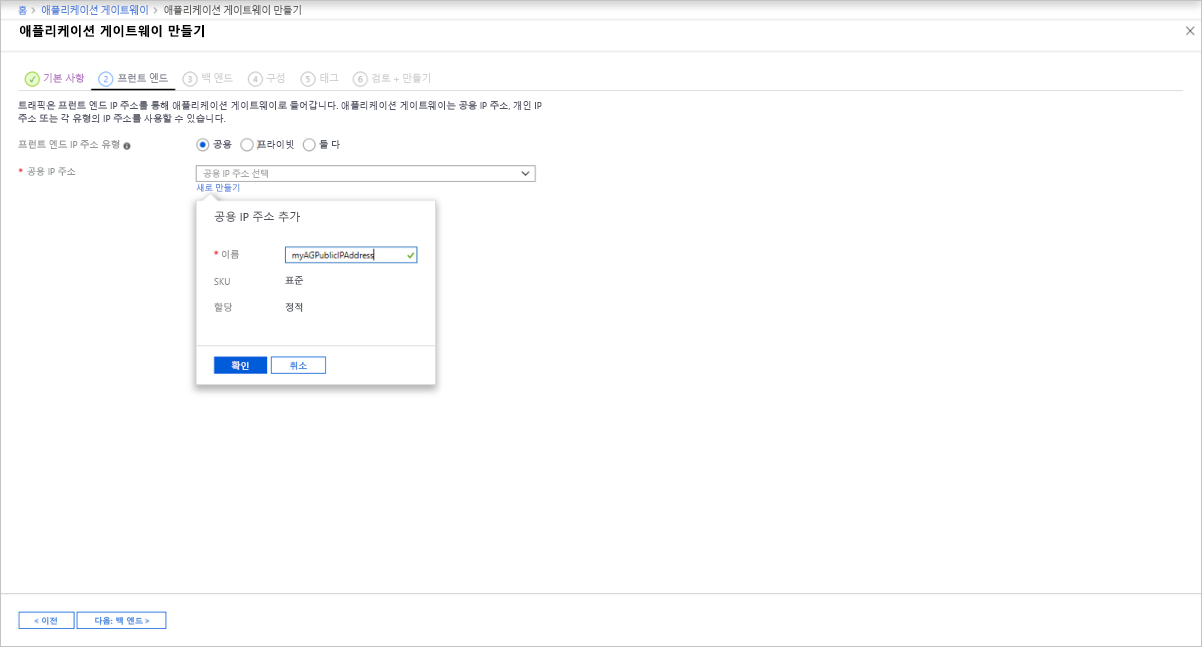 홈 > 애플리케이션 게이트웨이 > 애플리케이션 게이트웨이 만들기
애플리케이션 게이트웨이 만들기
✓ 기본 사항 2 프런트 엔드 3 백 엔드 4 구성 5 태그 6 검토 + 만들기
트래픽은 프런트 엔드 IP 주소를 통해 애플리케이션 게이트웨이로 들어갑니다. 애플리케이션 게이트웨이는 공용 IP 주소, 개인 IP
주소 또는 각 유형의 IP 주소를 사용할 수 있습니다.
프런트 엔드 IP 주소 유형 공용 프라이빗 둘 다
* 공용 IP 주소 공용 IP 주소 선택
새로 만들기
공용 IP 주소 추가
* 이름 myAGPublicIPAddress
SKU 표준
할당 정적
확인 취소
< 이전 다음: 백 엔드 >